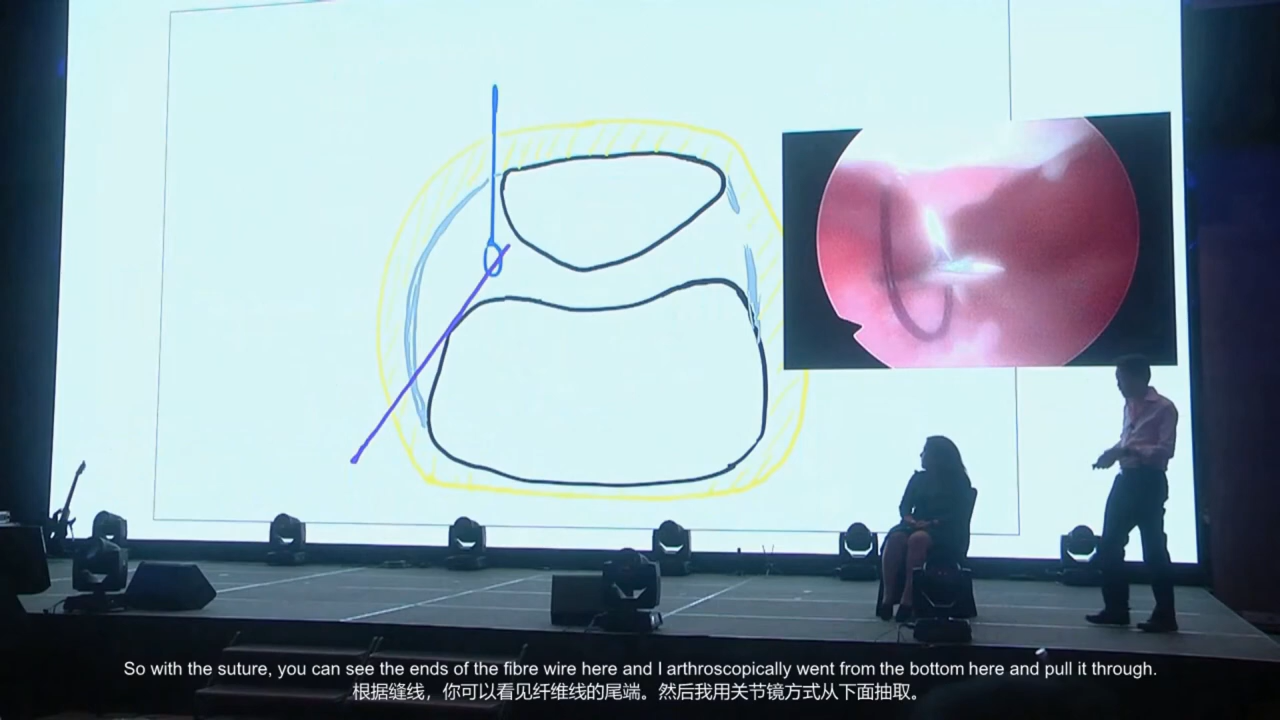 So with the suture, you can see the ends of the fibre wire here and I arthroscopically went from the bottom here and pull it through.
根据缝线，你可以看见纤维线的尾端。然后我用关节镜方式从下面抽取。